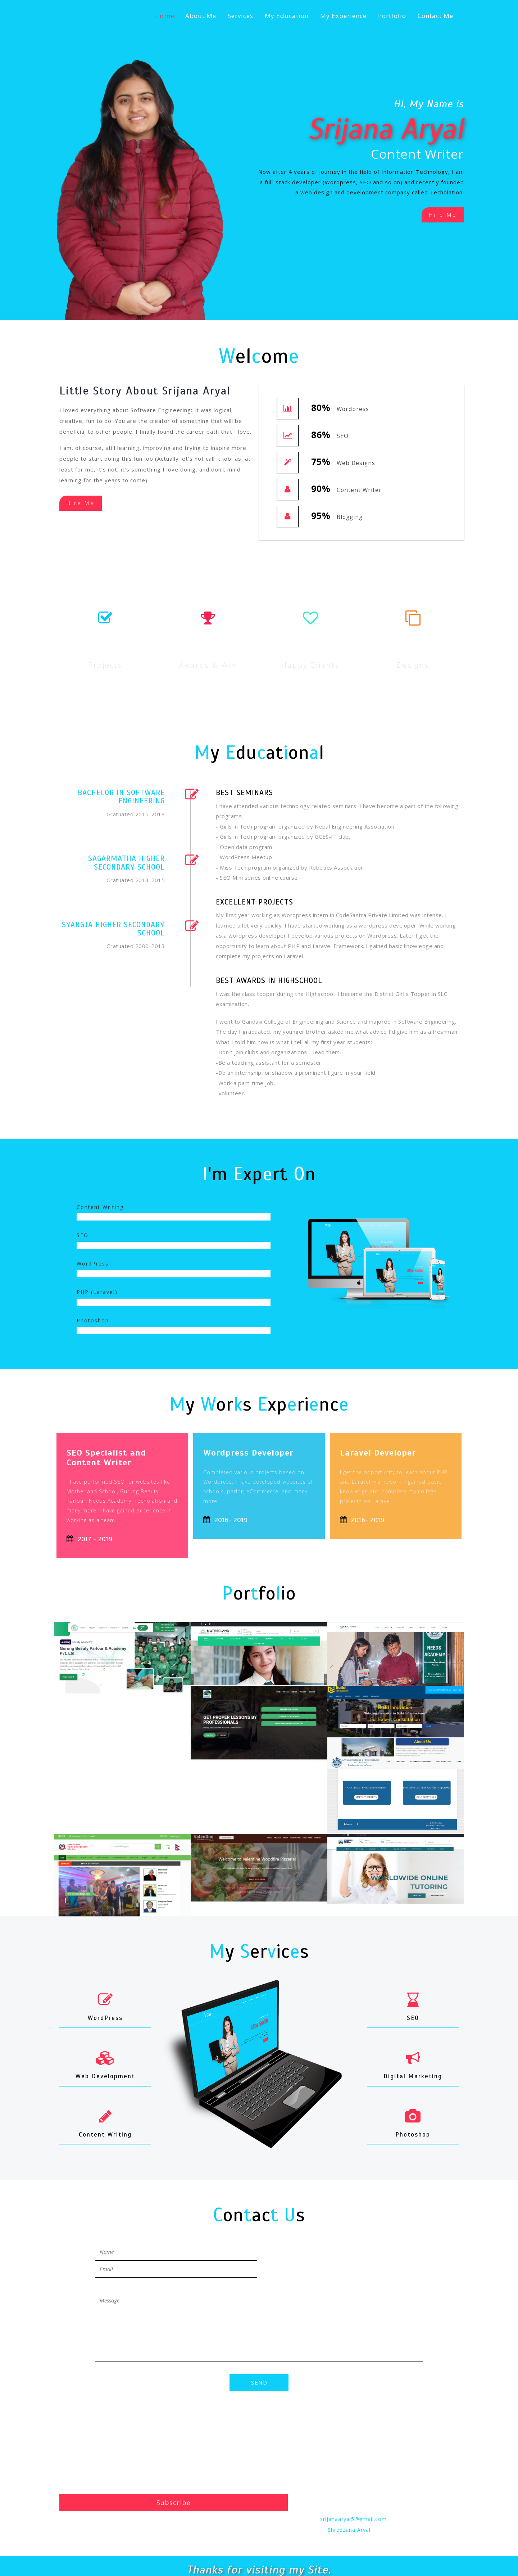 Home About Me Services My Education My Experience Portfolio Contact Me
Hi, My Name is
Srijana Aryal
Content Writer
Now after 4 years of journey in the field of Information Technology, I am
a full-stack developer (Wordpress, SEO and so on) and recently founded
a web design and development company called Techolation.
Hire Me
Welcome
Little Story About Srijana Aryal
I loved everything about Software Engineering: It was logical,
creative, fun to do. You are the creator of something that will be
beneficial to other people. I finally found the career path that I love.
I am, of course, still learning, improving and trying to inspire more
people to start doing this fun job (Actually let's not call it job, as, at
least for me, it's not, it's something I love doing, and don't mind
learning for the years to come).
Hire Me
80% Wordpress
86% SEO
75% Web Designs
90% Content Writer
95% Blogging
Projects Awards & Win Happy clients Designs
My Educational
BACHELOR IN SOFTWARE
ENGINEERING
Gratuated 2015-2019
SAGARMATHA HIGHER
SECONDARY SCHOOL
Gratuated 2013-2015
SYANGJA HIGHER SECONDARY
SCHOOL
Gratuated 2000-2013
BEST SEMINARS
I have attended various technology related seminars. I have become a part of the following
programs.
- Girls in Tech program organized by Nepal Engineering Association.
- Girls in Tech program organized by GCES-IT club.
- Open data program
- WordPress Meetup
- Miss Tech program organized by Robotics Association
- SEO Mini series online course
EXCELLENT PROJECTS
My first year working as Wordpress intern in CodeSastra Private Limited was intense. I
learned a lot very quickly. I have started working as a wordpress developer. While working
as a wordpress developer I develop various projects on Wordpress. Later I get the
opportunity to learn about PHP and Laravel Framework. I gained basic knowledge and
complete my projects on Laravel.
BEST AWARDS IN HIGHSCHOOL
I was the class topper during the Highschool. I become the District Girl's Topper in SLC
examination.
I went to Gandaki College of Engineering and Science and majored in Software Engineering.
The day I graduated, my younger brother asked me what advice I'd give him as a freshman.
What I told him now is what I tell all my first year students:
-Don't join clubs and organizations – lead them.
-Be a teaching assistant for a semester
-Do an internship, or shadow a prominent figure in your field.
-Work a part-time job.
-Volunteer.
I'm Expert On
Content Writing
SEO
WordPress
PHP (Laravel)
Photoshop
My Works Experience
SEO Specialist and
Content Writer
I have performed SEO for websites like
Motherland School, Gurung Beauty
Parlour, Needs Academy, Techolation and
many more. I have gained experience in
working as a team.
2017 - 2019
Wordpress Developer
Completed various projects based on
Wordpress. I have developed websites of
schools, parlor, eCommerce, and many
more.
2016- 2019
Laravel Developer
I get the opportunity to learn about PHP
and Laravel Framework. I gained basic
knowledge and complete my college
projects on Laravel.
2016- 2019
Portfolio
Gurung Beauty Parlour & Academy
Pvt. Ltd.
MOTHERLAND
NEEDS
ACADEMY
GET PROPER LESSONS BY
PROFESSIONALS
About Us
Valentine
WORLDWIDE ONLINE
TUTORING
My Services
WordPress
Web Development
Content Writing
SEO
Digital Marketing
Photoshop
Contact Us
Name
Email
Message
SEND
Subscribe
srijanaaryal5@gmail.com
Shreezana Aryal
Thanks for visiting my Site.